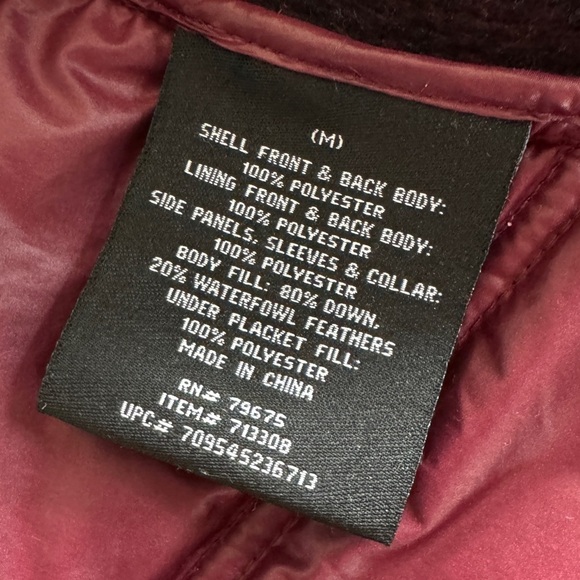 (M)
SHELL FRONT & BACK BODY:
100% POLYESTER
LINING FRONT & BACK BODY:
100% POLYESTER
SIDE PANELS, SLEEVES & COLLAR:
100% POLYESTER
BODY FILL: 80% DOWN,
20% WATERFOWL FEATHERS
UNDER PLACKET FILL:
100% POLYESTER
MADE IN CHINA
RN# 79675
ITEM# 713308
UPC# 709545236713